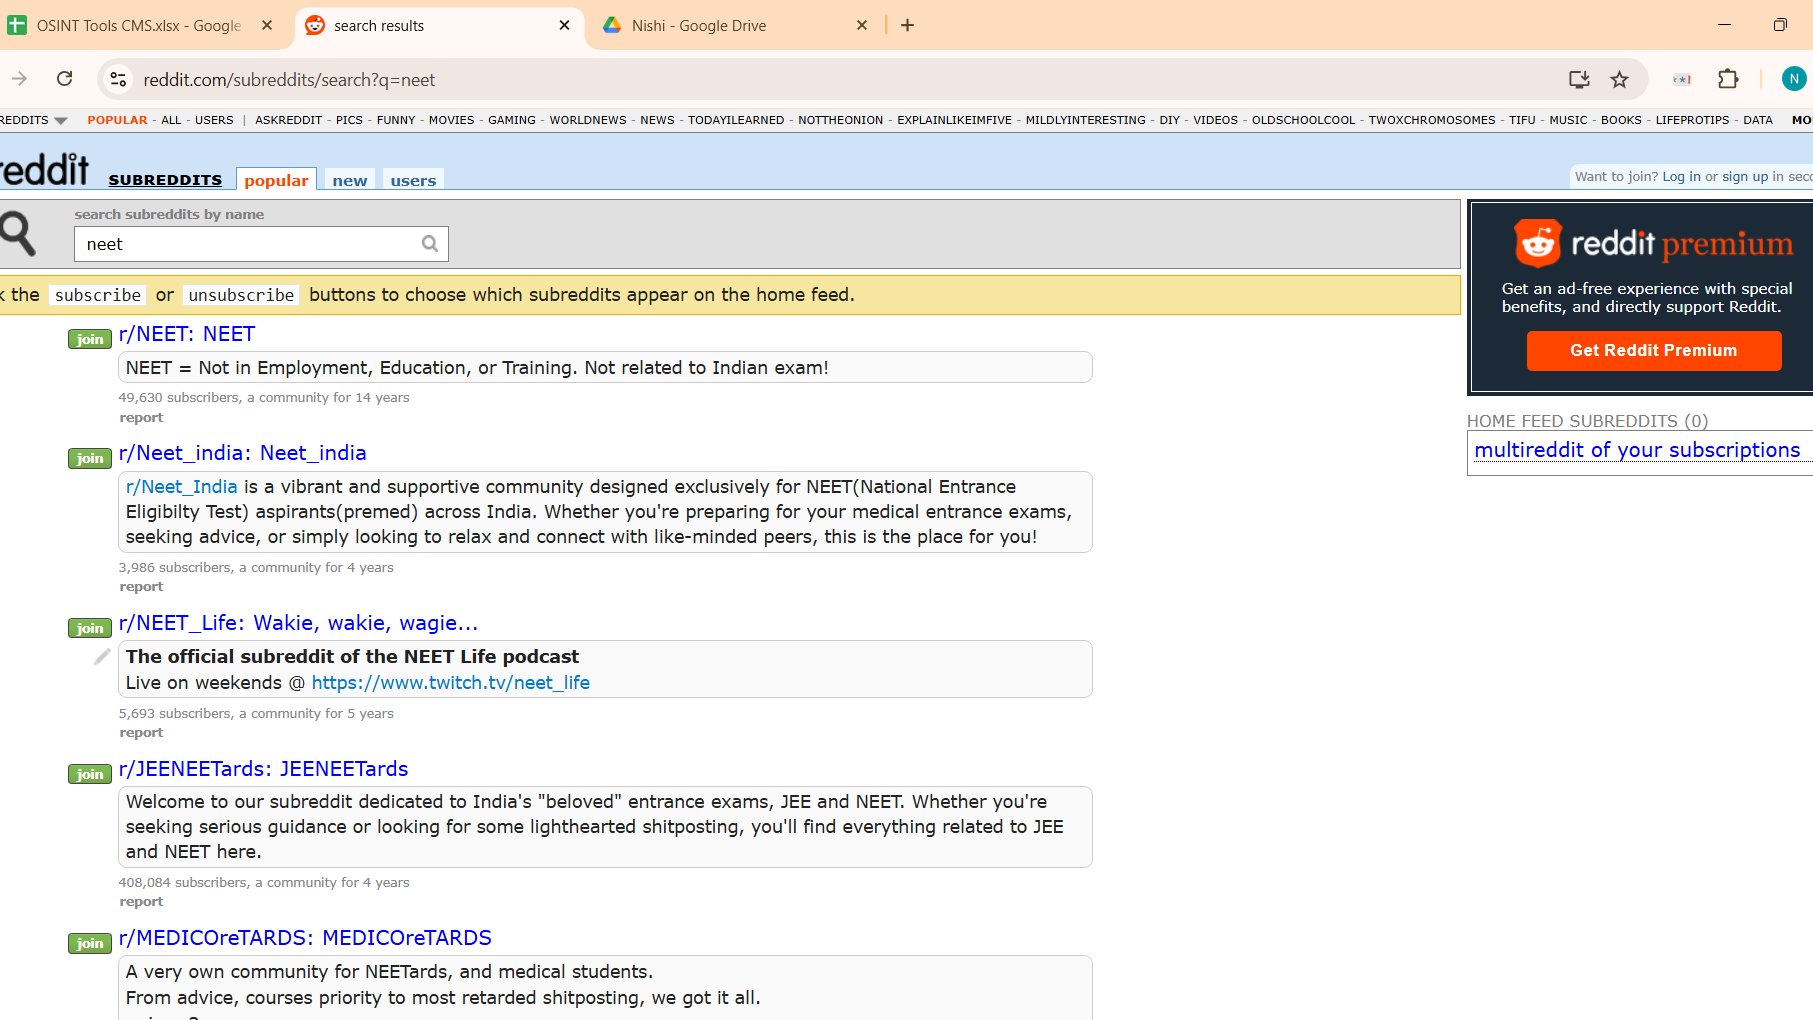 OSINT Tools CMS.xlsx - Google
search results
Nishi - Google Drive
reddit.com/subreddits/search?q=neet
N
REDDITS POPULAR - ALL - USERS | ASKREDDIT - PICS - FUNNY - MOVIES - GAMING - WORLDNEWS - NEWS - TODAYILEARNED - NOTTHEONION - EXPLAINLIKEIMFIVE - MILDLYINTERESTING - DIY - VIDEOS - OLDSCHOOLCOOL - TWOXCHROMOSOMES - TIFU - MUSIC - BOOKS - LIFEPROTIPS - DATA MO
reddit SUBREDDITS popular new users
Want to join? Log in or sign up in seco
search subreddits by name
neet
k the subscribe or unsubscribe buttons to choose which subreddits appear on the home feed.
join r/NEET: NEET
NEET = Not in Employment, Education, or Training. Not related to Indian exam!
49,630 subscribers, a community for 14 years
report
join r/Neet_india: Neet_india
r/Neet_India is a vibrant and supportive community designed exclusively for NEET(National Entrance
Eligibilty Test) aspirants(premed) across India. Whether you're preparing for your medical entrance exams,
seeking advice, or simply looking to relax and connect with like-minded peers, this is the place for you!
3,986 subscribers, a community for 4 years
report
join r/NEET_Life: Wakie, wakie, wagie...
The official subreddit of the NEET Life podcast
Live on weekends @ https://www.twitch.tv/neet_life
5,693 subscribers, a community for 5 years
report
join r/JEENEETards: JEENEETards
Welcome to our subreddit dedicated to India's "beloved" entrance exams, JEE and NEET. Whether you're
seeking serious guidance or looking for some lighthearted shitposting, you'll find everything related to JEE
and NEET here.
408,084 subscribers, a community for 4 years
report
join r/MEDICOreTARDS: MEDICOreTARDS
A very own community for NEETards, and medical students.
From advice, courses priority to most retarded shitposting, we got it all.
reddit premium
Get an ad-free experience with special
benefits, and directly support Reddit.
Get Reddit Premium
HOME FEED SUBREDDITS (0)
multireddit of your subscriptions